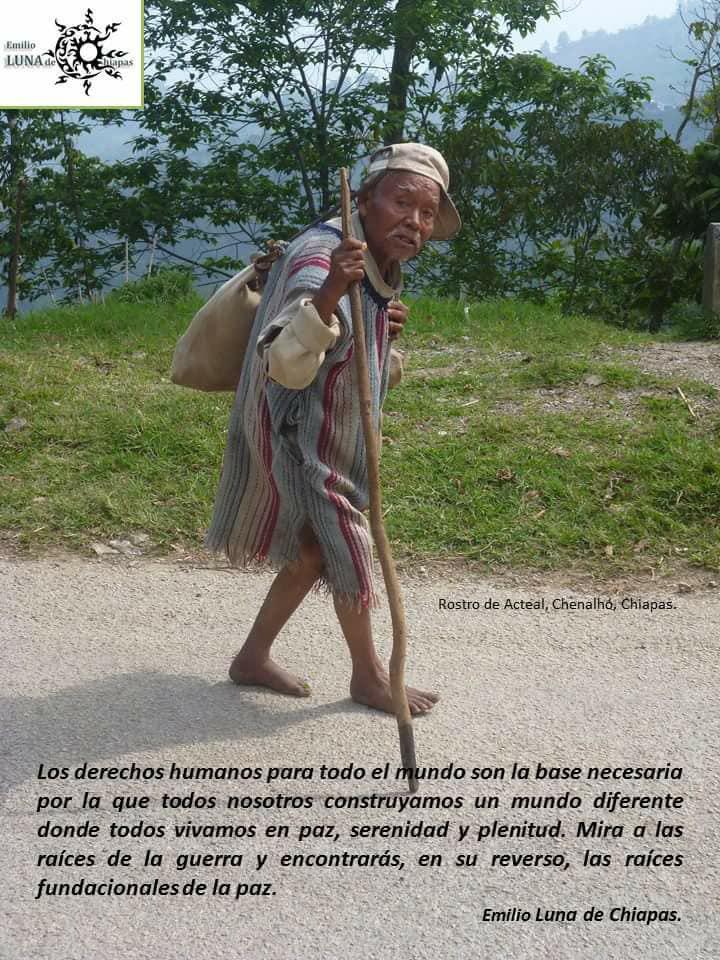 Emilio
LUNA de Chiapas
Rostro de Acteal, Chenalhó, Chiapas.
Los derechos humanos para todo el mundo son la base necesaria
por la que todos nosotros construyamos un mundo diferente
donde todos vivamos en paz, serenidad y plenitud. Mira a las
raíces de la guerra y encontrarás, en su reverso, las raíces
fundacionales de la paz.
Emilio Luna de Chiapas.